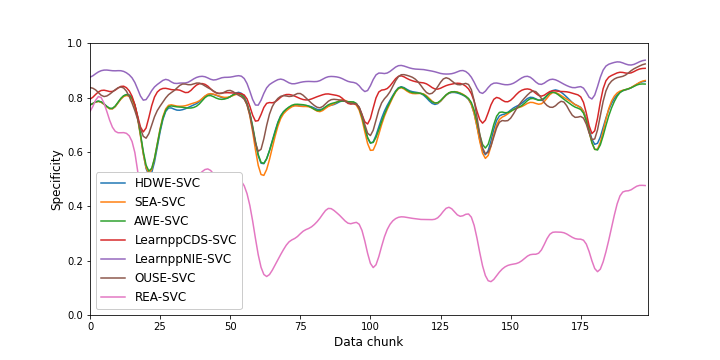 1.0
0.8
0.6
0.4
0.2
0.0
Specificity
HDWE-SVC
SEA-SVC
AWE-SVC
LearnppCDS-SVC
LearnppNIE-SVC
OUSE-SVC
REA-SVC
0 25 50 75 100 125 150 175
Data chunk